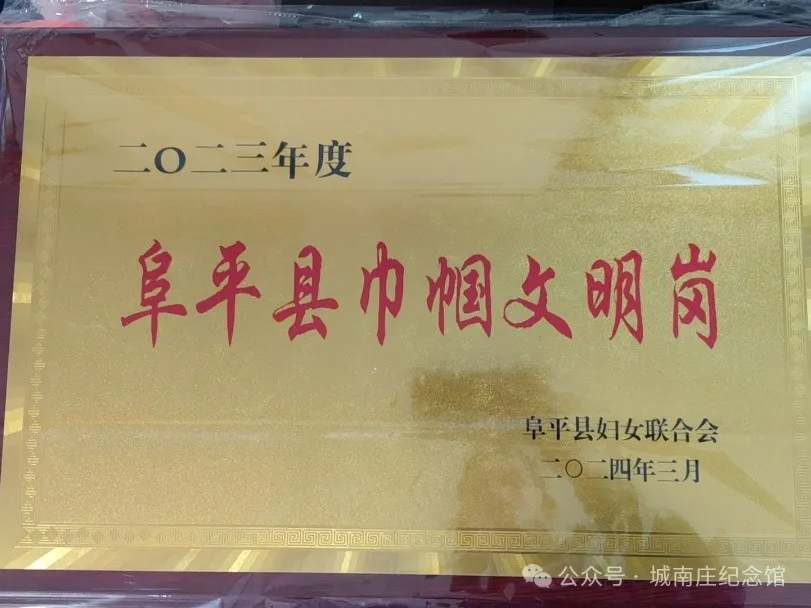 二〇二三年度
阜平县巾帼文明岗
阜平县妇女联合会
二〇二四年三月
公众号·城南庄纪念馆